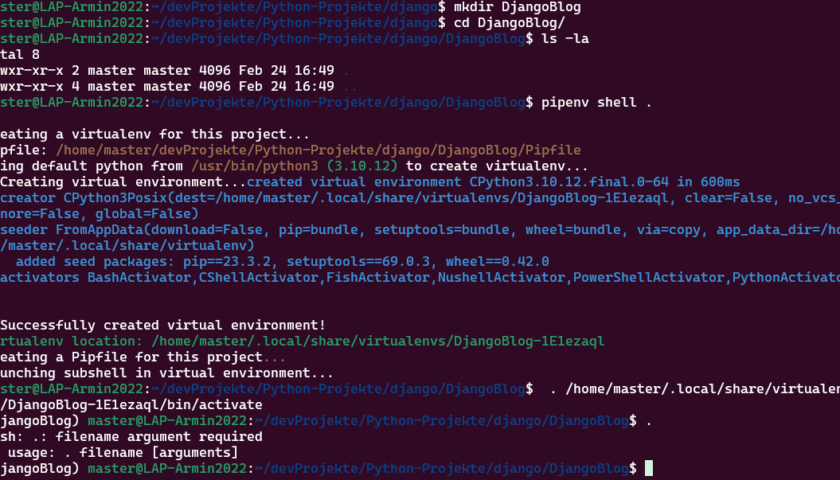 ster@LAP-Armin2022:~/devProjekte/Python-Projekte/django$ mkdir DjangoBlog
ster@LAP-Armin2022:~/devProjekte/Python-Projekte/django$ cd DjangoBlog/
ster@LAP-Armin2022:~/devProjekte/Python-Projekte/django/DjangoBlog$ ls -la
tal 8
wxr-xr-x 2 master master 4096 Feb 24 16:49 .
wxr-xr-x 4 master master 4096 Feb 24 16:49 ..
ster@LAP-Armin2022:~/devProjekte/Python-Projekte/django/DjangoBlog$ pipenv shell .
eating a virtualenv for this project...
pfile: /home/master/devProjekte/Python-Projekte/django/DjangoBlog/Pipfile
ing default python from /usr/bin/python3 (3.10.12) to create virtualenv...
Creating virtual environment...created virtual environment CPython3.10.12.final.0-64 in 600ms
creator CPython3Posix(dest=/home/master/.local/share/virtualenvs/DjangoBlog-1E1ezaql, clear=False, no_vcs_
nore=False, global=False)
seeder FromAppData(download=False, pip=bundle, setuptools=bundle, wheel=bundle, via=copy, app_data_dir=/ho
/master/.local/share/virtualenv)
added seed packages: pip==23.3.2, setuptools==69.0.3, wheel==0.42.0
activators BashActivator,CShellActivator,FishActivator,NushellActivator,PowerShellActivator,PythonActivato
Successfully created virtual environment!
rtualenv location: /home/master/.local/share/virtualenvs/DjangoBlog-1E1ezaql
eating a Pipfile for this project...
unching subshell in virtual environment...
ster@LAP-Armin2022:~/devProjekte/Python-Projekte/django/DjangoBlog$  . /home/master/.local/share/virtualen
/DjangoBlog-1E1ezaql/bin/activate
jangoBlog) master@LAP-Armin2022:~/devProjekte/Python-Projekte/django/DjangoBlog$ .
sh: .: filename argument required
usage: . filename [arguments]
jangoBlog) master@LAP-Armin2022:~/devProjekte/Python-Projekte/django/DjangoBlog$